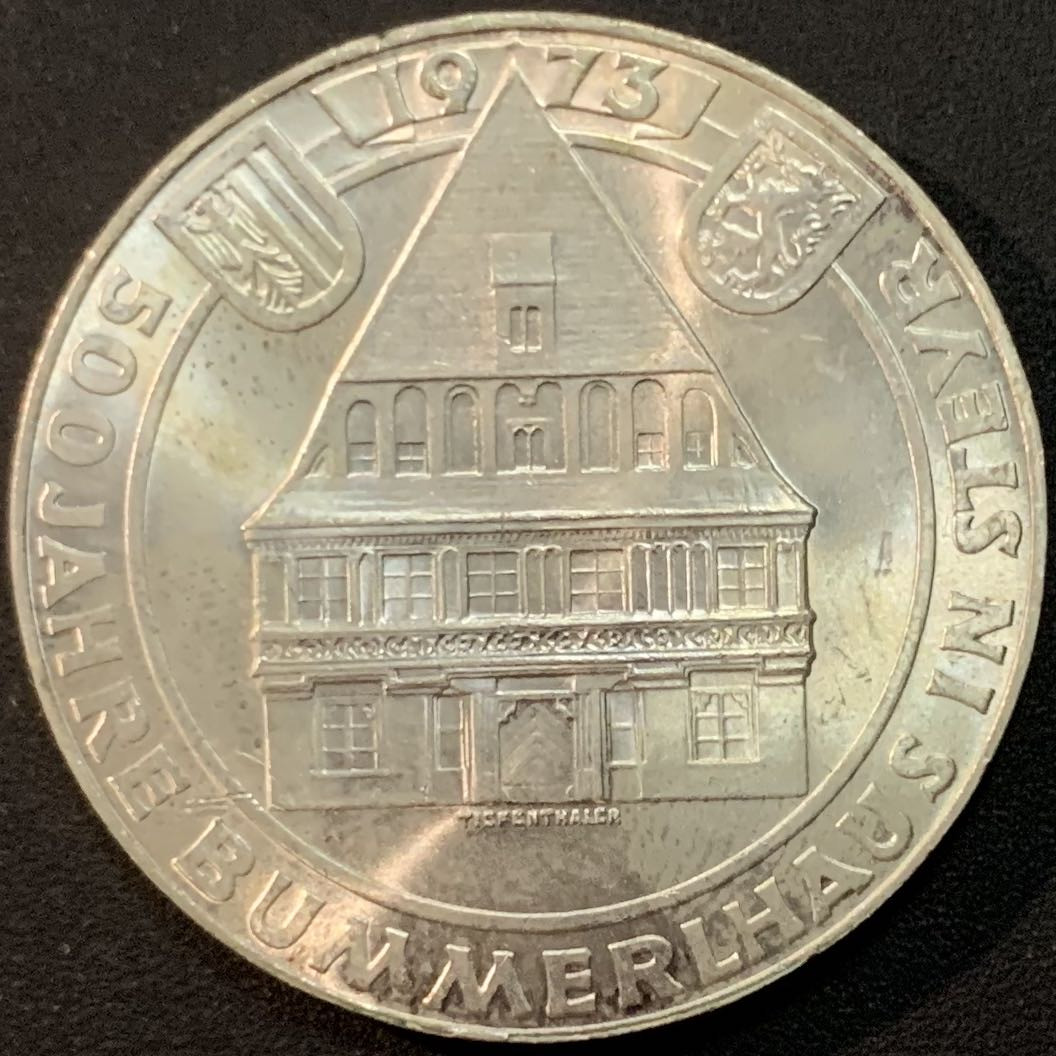 1973
500 JAHRE BUMMERLHAUS IN STEYR
TIEFENTHALER